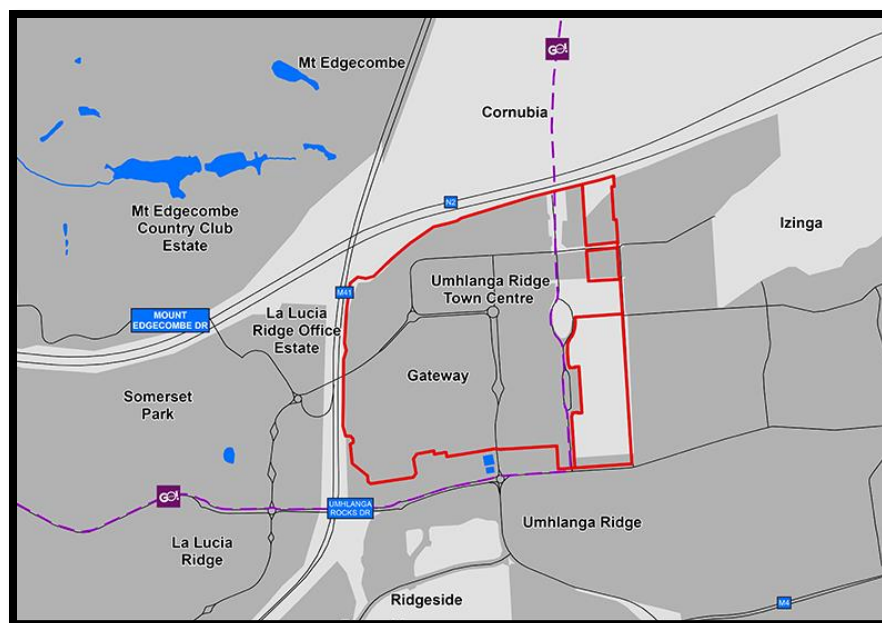 Mt Edgecombe
GO!
Cornubia
Mt Edgecombe
Country Club
Estate
N2
Izinga
M41
Umhlanga Ridge
Town Centre
MOUNT
EDGECOMBE DR
La Lucia
Ridge Office
Estate
Gateway
Somerset
Park
GO!
UMHLANGA
ROCKS DR
Umhlanga Ridge
La Lucia
Ridge
Ridgeside
M4